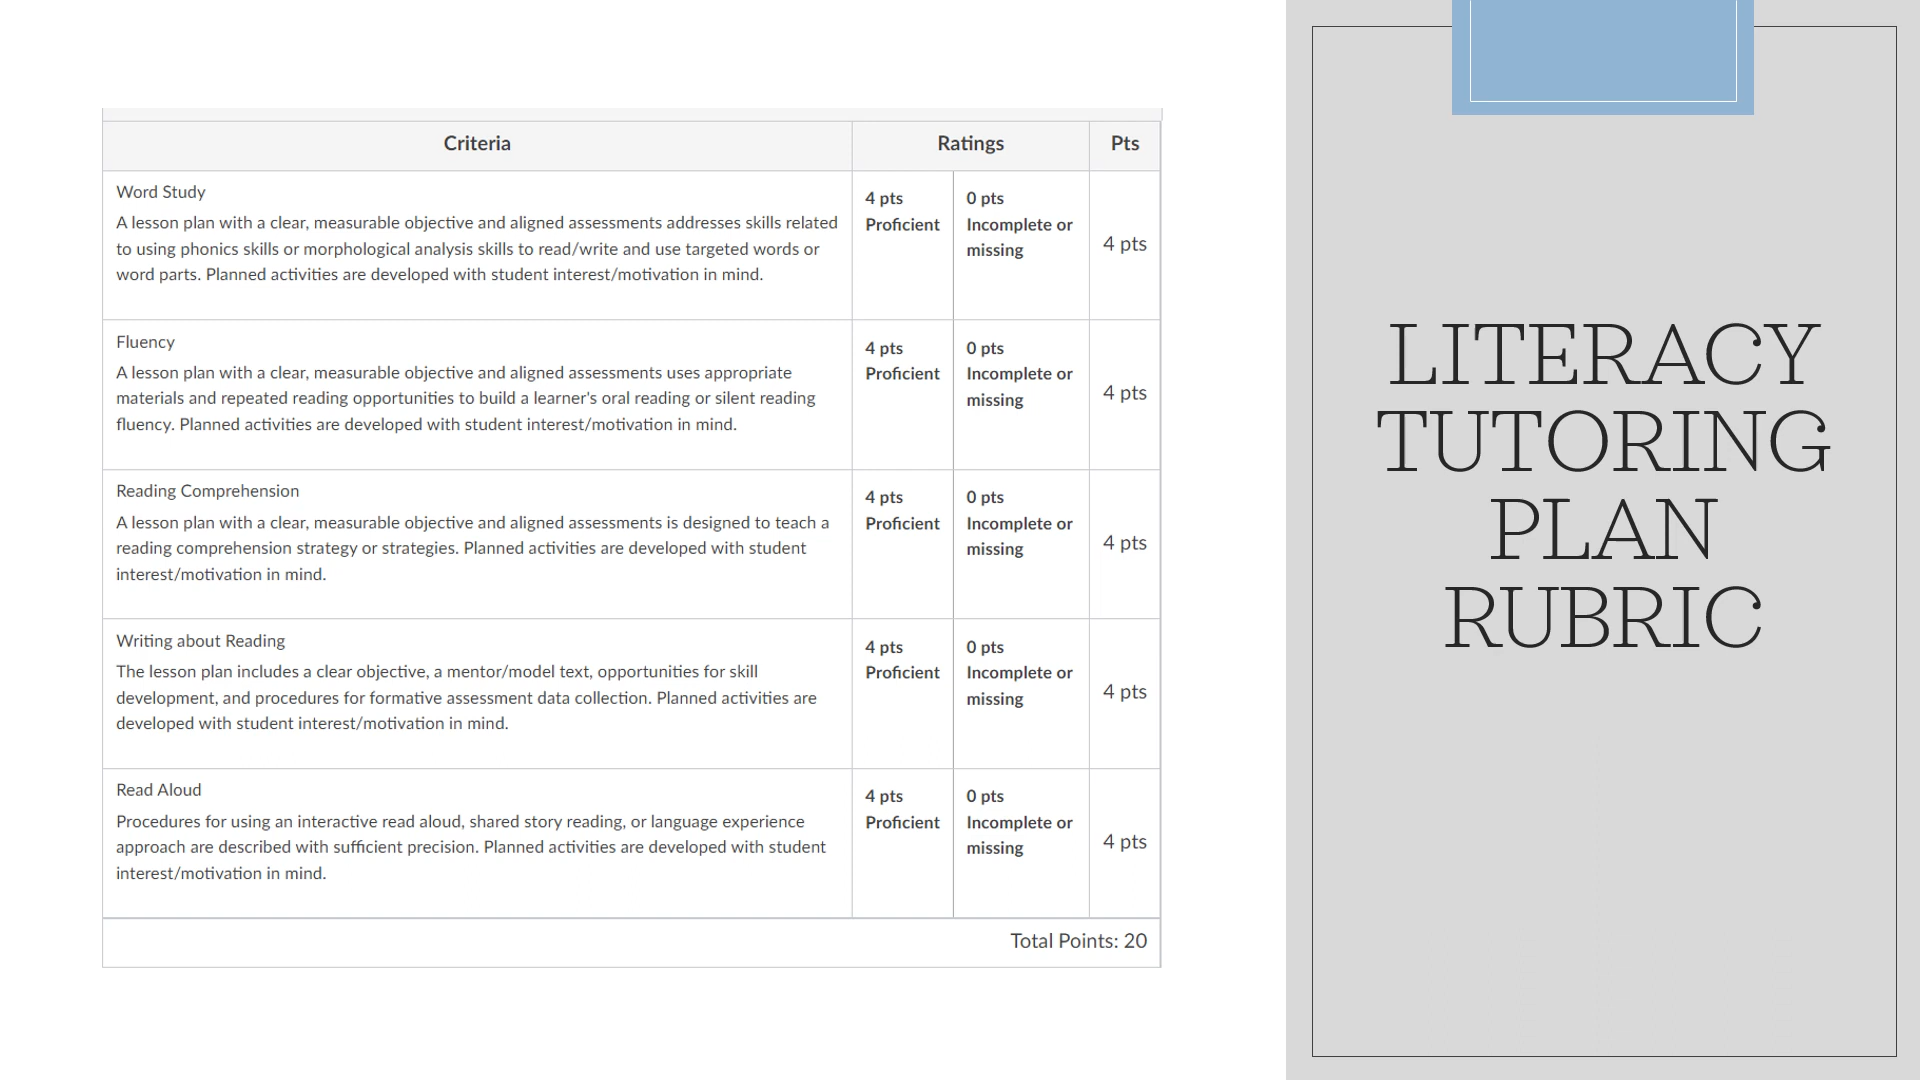 Criteria
Ratings
Pts
Word Study
A lesson plan with a clear, measurable objective and aligned assessments addresses skills related
to using phonics skills or morphological analysis skills to read/write and use targeted words or
word parts. Planned activities are developed with student interest/motivation in mind.
4 pts
Proficient
0 pts
Incomplete or
missing
4 pts
Fluency
A lesson plan with a clear, measurable objective and aligned assessments uses appropriate
materials and repeated reading opportunities to build a learner's oral reading or silent reading
fluency. Planned activities are developed with student interest/motivation in mind.
4 pts
Proficient
0 pts
Incomplete or
missing
4 pts
Reading Comprehension
A lesson plan with a clear, measurable objective and aligned assessments is designed to teach a
reading comprehension strategy or strategies. Planned activities are developed with student
interest/motivation in mind.
4 pts
Proficient
0 pts
Incomplete or
missing
4 pts
Writing about Reading
The lesson plan includes a clear objective, a mentor/model text, opportunities for skill
development, and procedures for formative assessment data collection. Planned activities are
developed with student interest/motivation in mind.
4 pts
Proficient
0 pts
Incomplete or
missing
4 pts
Read Aloud
Procedures for using an interactive read aloud, shared story reading, or language experience
approach are described with sufficient precision. Planned activities are developed with student
interest/motivation in mind.
4 pts
Proficient
0 pts
Incomplete or
missing
4 pts
Total Points: 20
LITERACY
TUTORING
PLAN
RUBRIC